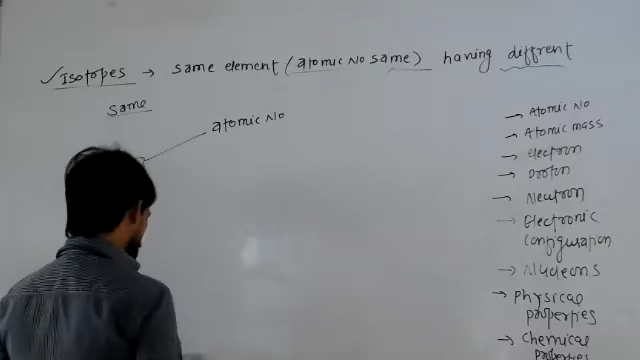 ✓Isotopes → same element (atomic No same) having diffrent
same
atomic No
→ Atomic No
→ Atomic mass
→ Electron
→ Proton
→ Neutron
→ Electronic
configuration
→ Nucleons
→ Physical
properties
→ Chemical
properties